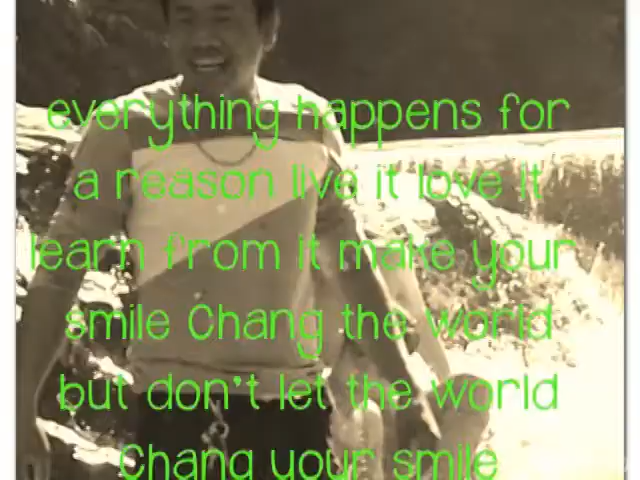 everything happens for
a reason live it love it
learn from it make your
smile Chang the world
but don't let the world
Chang your smile